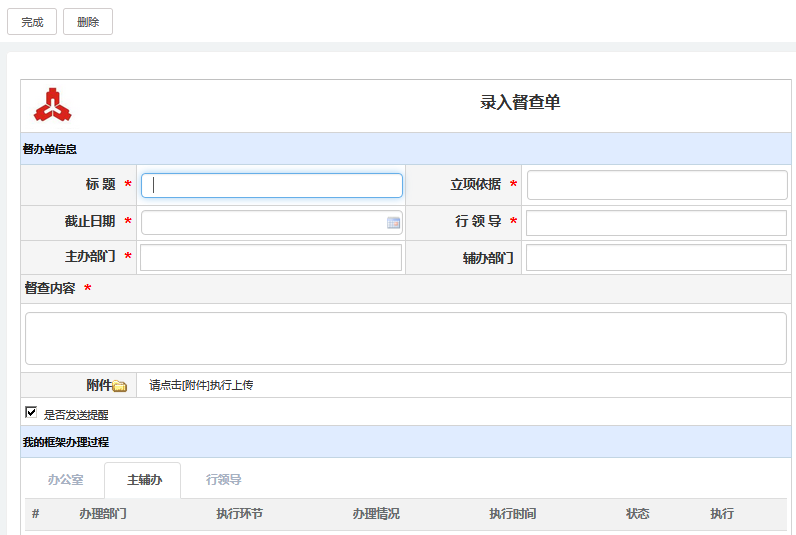 完成 删除
录入督查单
督办单信息
标 题 * 立项依据 *
截止日期 * 行 领 导 *
主办部门 * 辅办部门
督查内容 *
附件 请点击[附件]执行上传
是否发送提醒
我的框架办理过程
办公室 主辅办 行领导
# 办理部门 执行环节 办理情况 执行时间 状态 执行